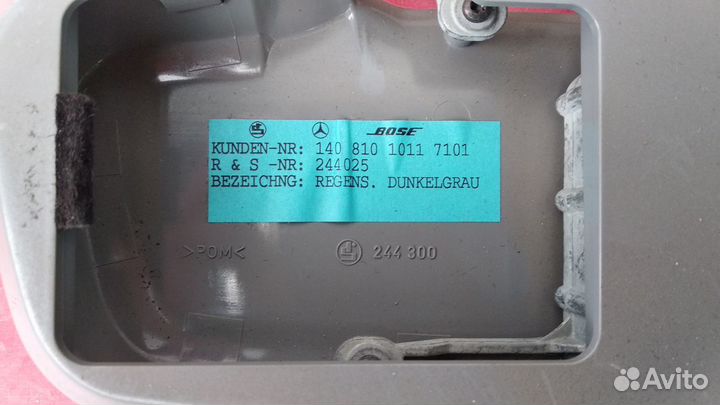 BOSE
KUNDEN-NR: 140 810 1011 7101
R & S -NR: 244025
BEZEICHNG: REGENS. DUNKELGRAU
>POM< 244 300
Avito